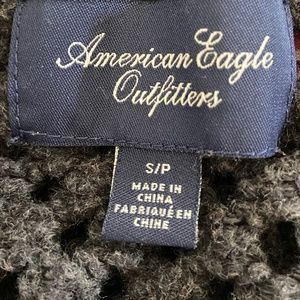 American Eagle
Outfitters
S/P
MADE IN
CHINA
FABRIQUÉ EN
CHINE